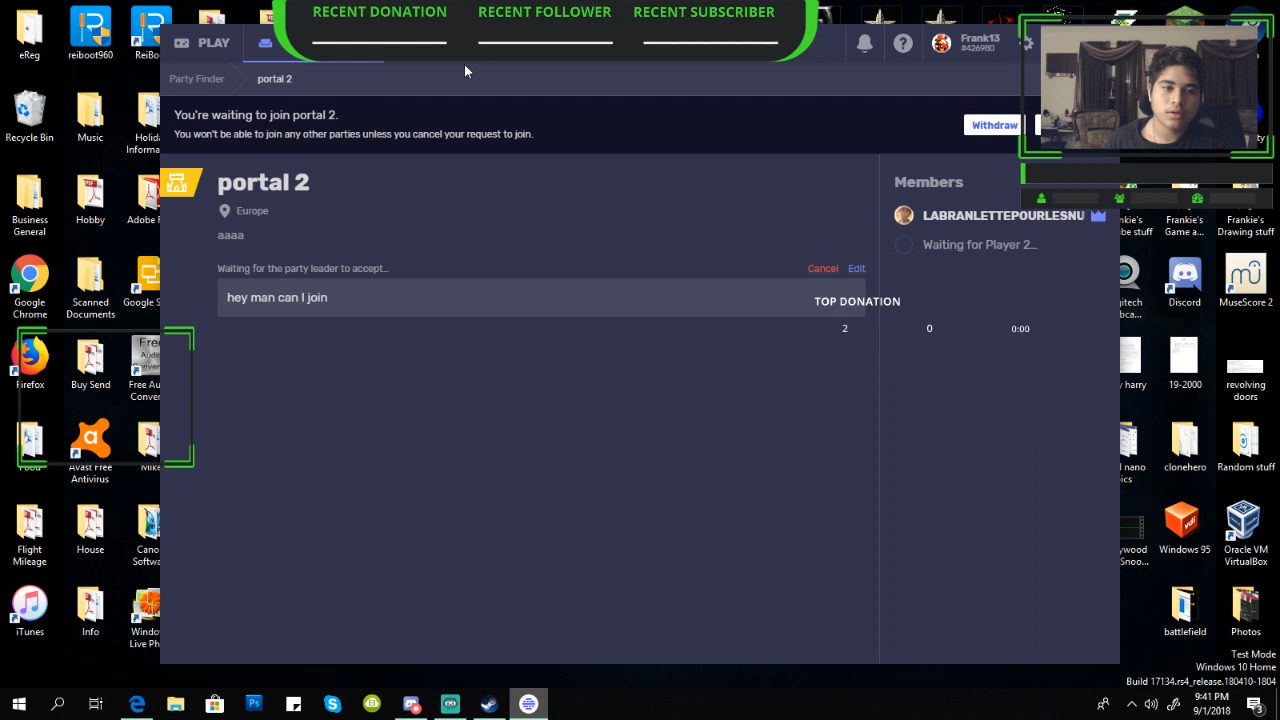 RECENT DONATION RECENT FOLLOWER RECENT SUBSCRIBER
PLAY
Frank13
#426980
Party Finder portal 2
You're waiting to join portal 2.
You won't be able to join any other parties unless you cancel your request to join.
Withdraw
portal 2
Europe
aaaa
Waiting for the party leader to accept...
Cancel Edit
hey man can I join
Members
LABRANLETTEPOURLESNU
Waiting for Player 2...
TOP DONATION
2 0 0:00
eReg
reiboot960
Recycle Bin
Music
Business
General
Hobby
Google
Chrome
Scanned
Documents
Firefox
Buy Send
Avast Free
Antivirus
Flight
Mileage
House
iTunes
Info
Frankie's
Game a...
Frankie's
Drawing stuff
Discord
MuseScore 2
19-2000
revolving
doors
clonehero
Random stuff
Windows 95
Oracle VM
VirtualBox
battlefield
Photos
Test Mode
Windows 10 Home
Build 17134.rs4_release.180410-1804
9:41 PM
9/1/2018
3